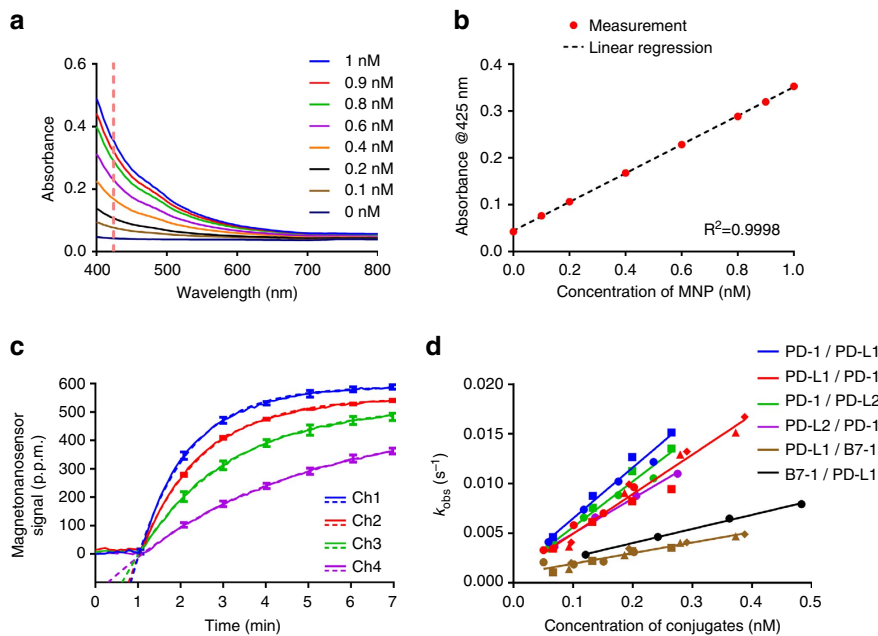 a
0.6
0.4
0.2
0.0
Absorbance
400 500 600 700 800
Wavelength (nm)
1 nM
0.9 nM
0.8 nM
0.6 nM
0.4 nM
0.2 nM
0.1 nM
0 nM
b
Measurement
Linear regression
0.4
0.3
0.2
0.1
0.0
Absorbance @425 nm
R²=0.9998
0.0 0.2 0.4 0.6 0.8 1.0
Concentration of MNP (nM)
c
600
500
400
300
200
100
0
Magnetonanosensor
signal (p.p.m.)
Ch1
Ch2
Ch3
Ch4
0 1 2 3 4 5 6 7
Time (min)
d
PD-1 / PD-L1
PD-L1 / PD-1
PD-1 / PD-L2
PD-L2 / PD-1
PD-L1 / B7-1
B7-1 / PD-L1
0.020
0.015
0.010
0.005
0.000
kobs (s⁻¹)
0.0 0.1 0.2 0.3 0.4 0.5
Concentration of conjugates (nM)